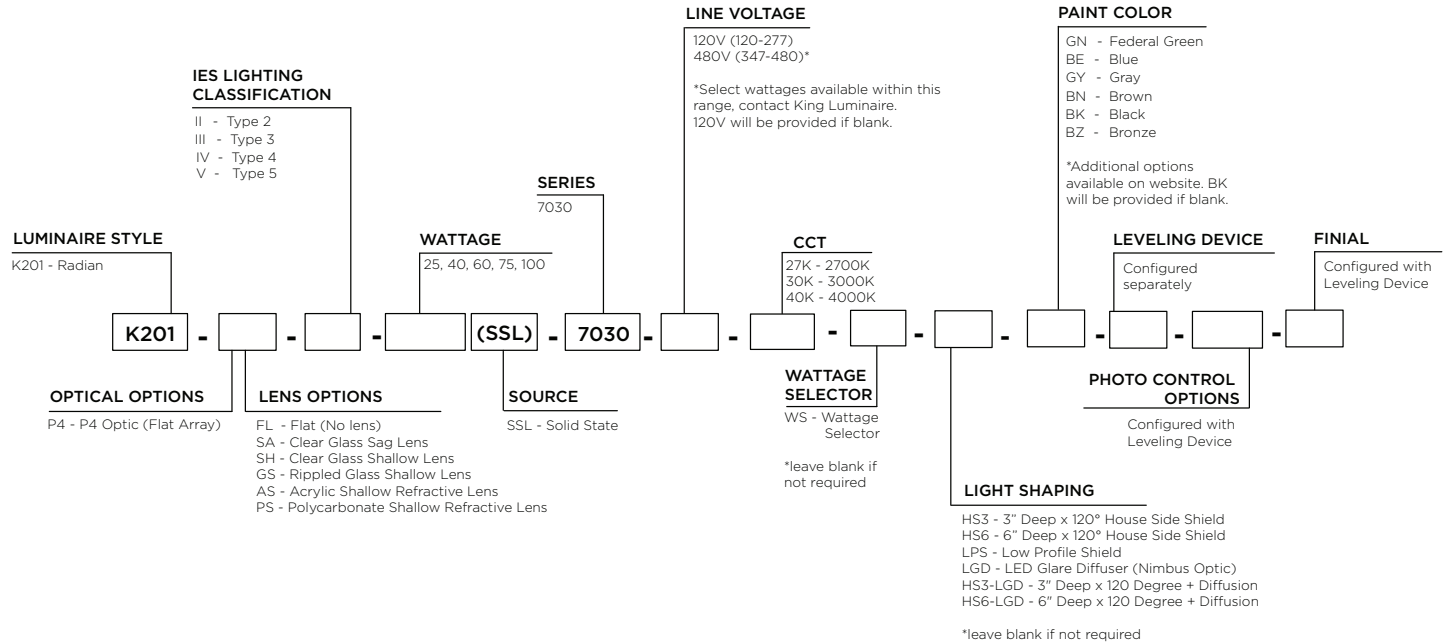 LINE VOLTAGE
120V (120-277)
480V (347-480)*
*Select wattages available within this
range, contact King Luminaire.
120V will be provided if blank.
PAINT COLOR
GN - Federal Green
BE - Blue
GY - Gray
BN - Brown
BK - Black
BZ - Bronze
*Additional options
available on website. BK
will be provided if blank.
IES LIGHTING
CLASSIFICATION
II - Type 2
III - Type 3
IV - Type 4
V - Type 5
SERIES
7030
LUMINAIRE STYLE
K201 - Radian
WATTAGE
25, 40, 60, 75, 100
CCT
27K - 2700K
30K - 3000K
40K - 4000K
LEVELING DEVICE
Configured
separately
FINIAL
Configured with
Leveling Device
K201 - - - (SSL) - 7030 - - - - - - - -
OPTICAL OPTIONS
P4 - P4 Optic (Flat Array)
LENS OPTIONS
FL - Flat (No lens)
SA - Clear Glass Sag Lens
SH - Clear Glass Shallow Lens
GS - Rippled Glass Shallow Lens
AS - Acrylic Shallow Refractive Lens
PS - Polycarbonate Shallow Refractive Lens
SOURCE
SSL - Solid State
WATTAGE
SELECTOR
WS - Wattage
Selector
*leave blank if
not required
PHOTO CONTROL
OPTIONS
Configured with
Leveling Device
LIGHT SHAPING
HS3 - 3” Deep x 120° House Side Shield
HS6 - 6” Deep x 120° House Side Shield
LPS - Low Profile Shield
LGD - LED Glare Diffuser (Nimbus Optic)
HS3-LGD - 3" Deep x 120 Degree + Diffusion
HS6-LGD - 6" Deep x 120 Degree + Diffusion
*leave blank if not required